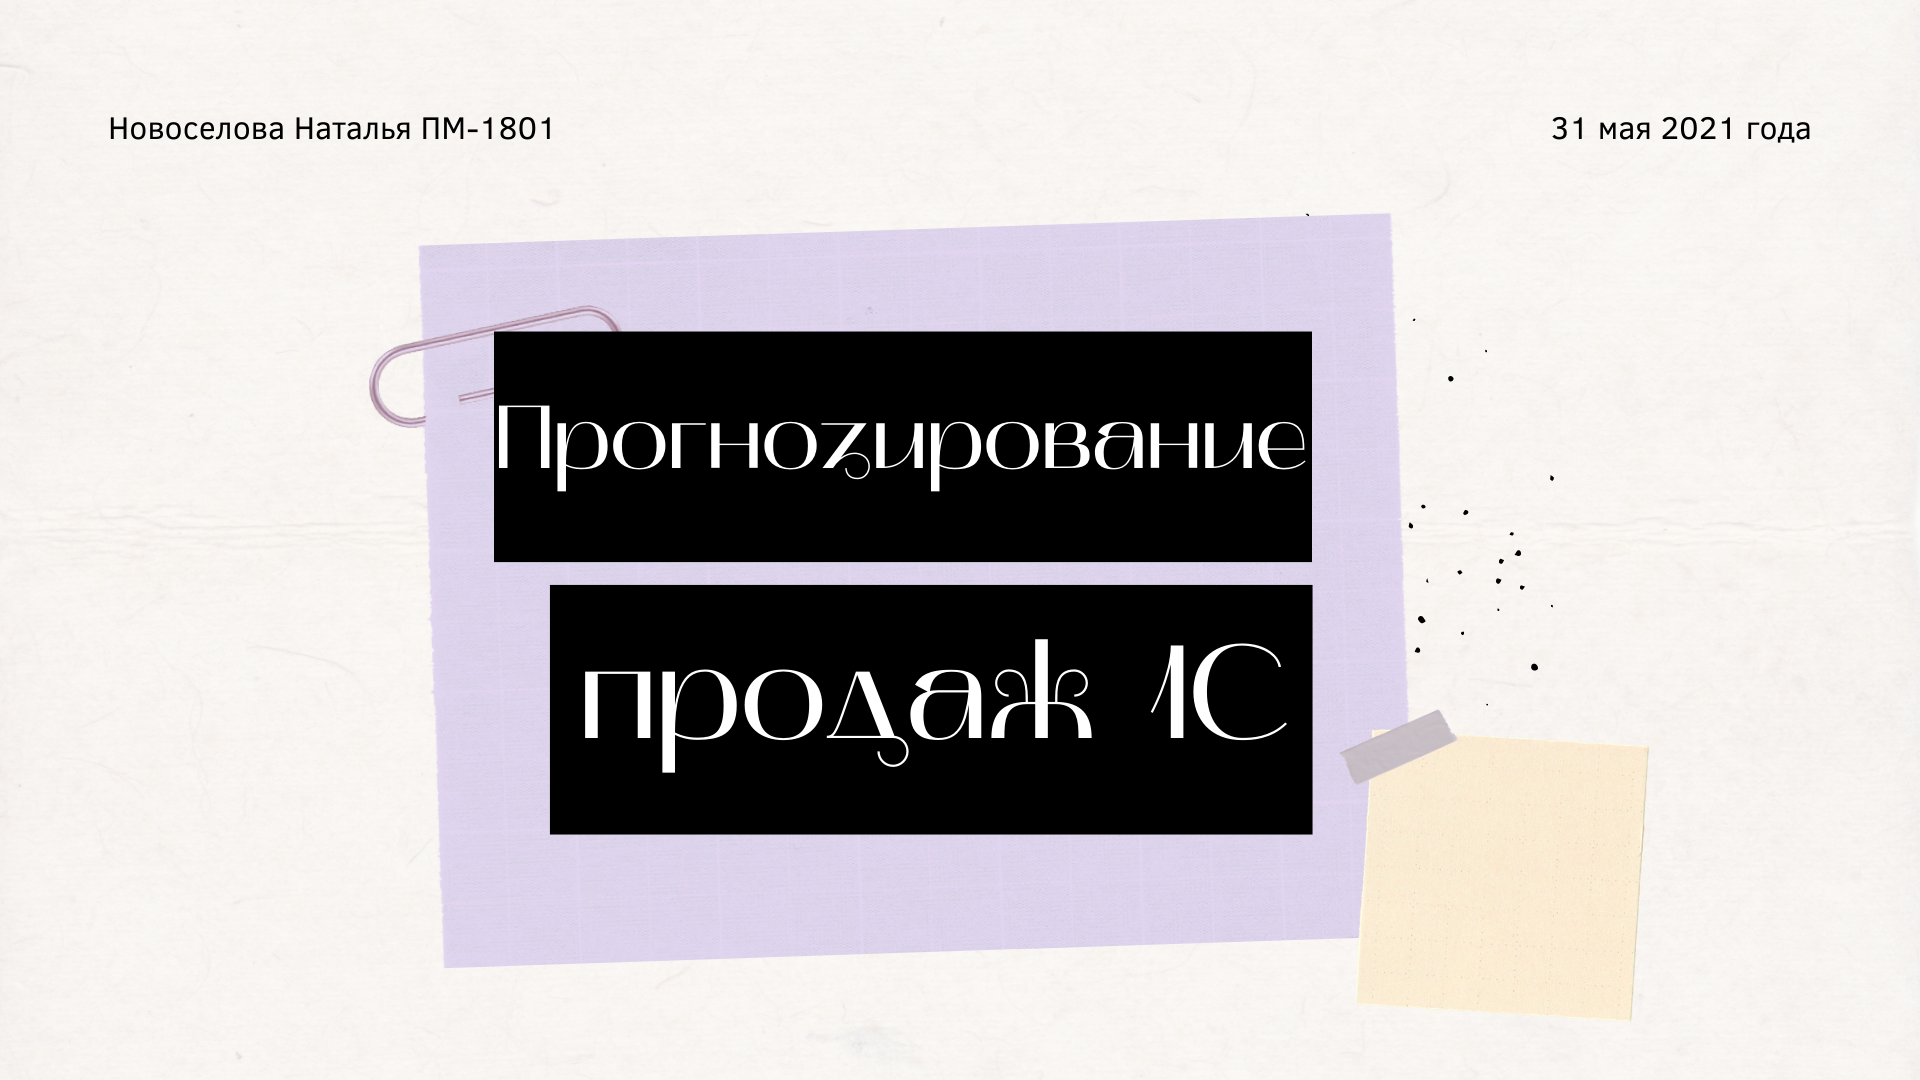 Новоселова Наталья ПМ-1801
31 мая 2021 года
Прогнозирование
продаж 1С